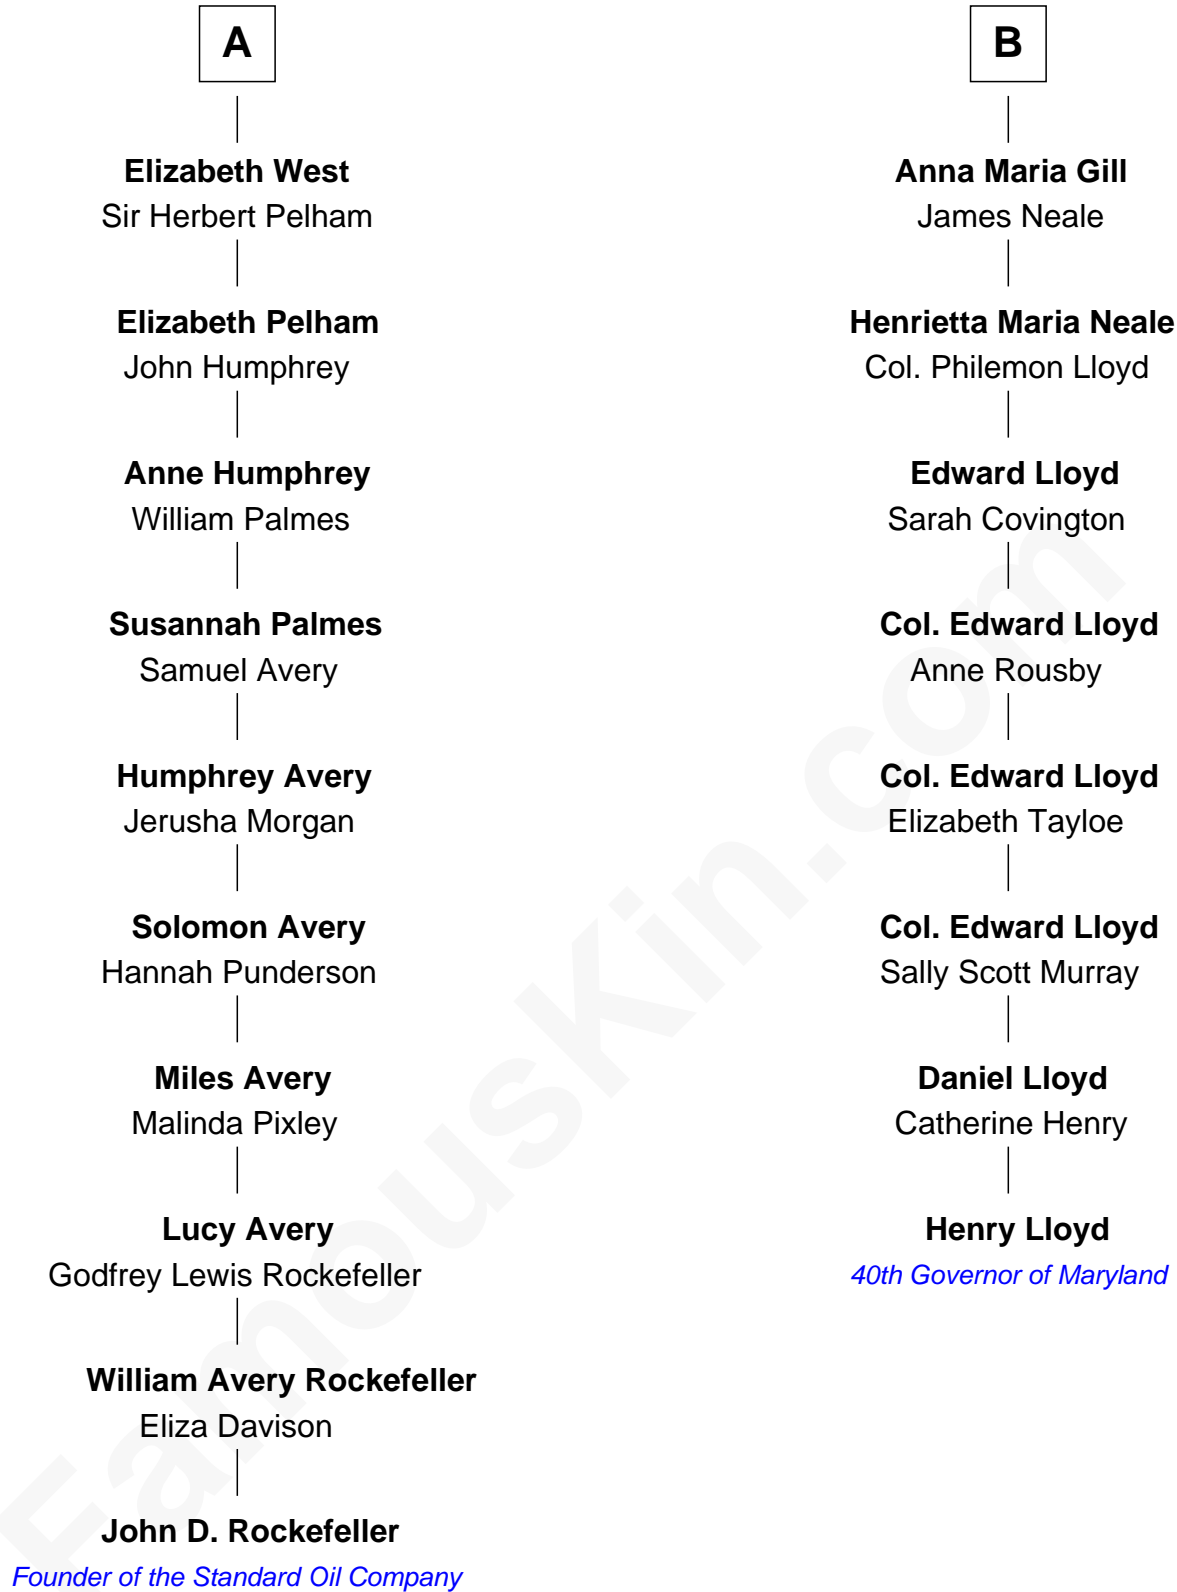 A
Elizabeth West
Sir Herbert Pelham
Elizabeth Pelham
John Humphrey
Anne Humphrey
William Palmes
Susannah Palmes
Samuel Avery
Humphrey Avery
Jerusha Morgan
Solomon Avery
Hannah Punderson
Miles Avery
Malinda Pixley
Lucy Avery
Godfrey Lewis Rockefeller
William Avery Rockefeller
Eliza Davison
John D. Rockefeller
Founder of the Standard Oil Company
B
Anna Maria Gill
James Neale
Henrietta Maria Neale
Col. Philemon Lloyd
Edward Lloyd
Sarah Covington
Col. Edward Lloyd
Anne Rousby
Col. Edward Lloyd
Elizabeth Tayloe
Col. Edward Lloyd
Sally Scott Murray
Daniel Lloyd
Catherine Henry
Henry Lloyd
40th Governor of Maryland
FamousKin.com